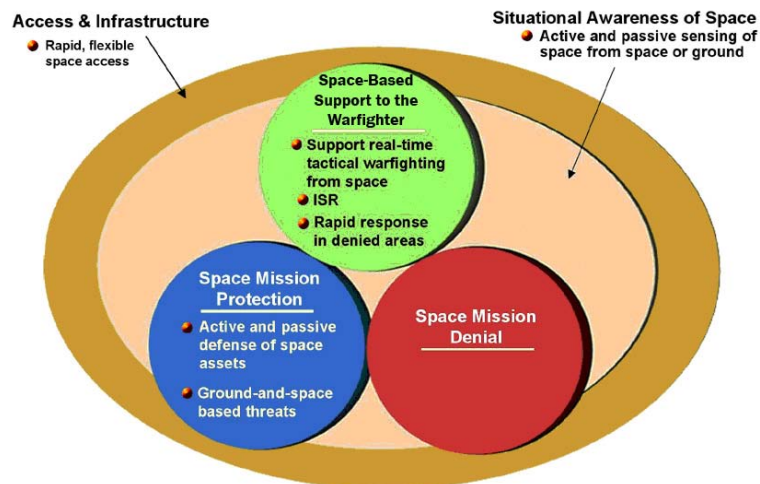 Access & Infrastructure
Rapid, flexible
space access
Situational Awareness of Space
Active and passive sensing of
space from space or ground
Space-Based
Support to the
Warfighter
Support real-time
tactical warfighting
from space
ISR
Rapid response
in denied areas
Space Mission
Protection
Active and passive
defense of space
assets
Ground-and-space
based threats
Space Mission
Denial